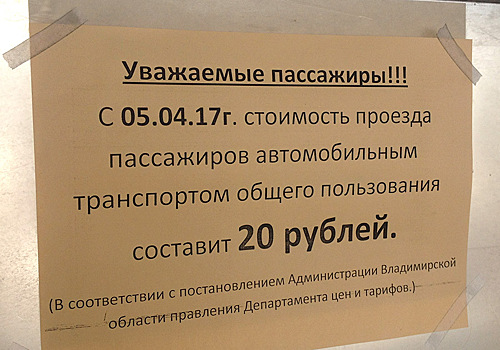 Уважаемые пассажиры!!!
С 05.04.17г. стоимость проезда
пассажиров автомобильным
транспортом общего пользования
составит 20 рублей.
(В соответствии с постановлением Администрации Владимирской
области правления Департамента цен и тарифов.)